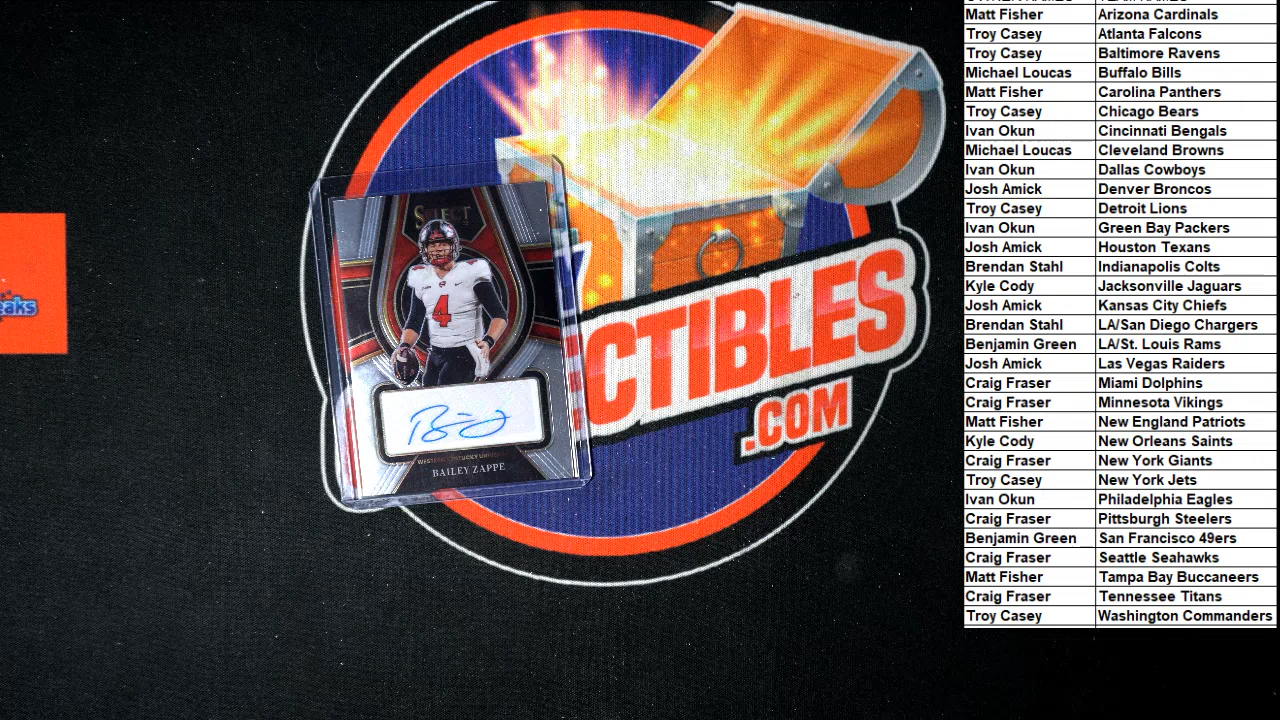 Matt Fisher Arizona Cardinals
Troy Casey Atlanta Falcons
Troy Casey Baltimore Ravens
Michael Loucas Buffalo Bills
Matt Fisher Carolina Panthers
Troy Casey Chicago Bears
Ivan Okun Cincinnati Bengals
Michael Loucas Cleveland Browns
Ivan Okun Dallas Cowboys
Josh Amick Denver Broncos
Troy Casey Detroit Lions
Ivan Okun Green Bay Packers
Josh Amick Houston Texans
Brendan Stahl Indianapolis Colts
Kyle Cody Jacksonville Jaguars
Josh Amick Kansas City Chiefs
Brendan Stahl LA/San Diego Chargers
Benjamin Green LA/St. Louis Rams
Josh Amick Las Vegas Raiders
Craig Fraser Miami Dolphins
Craig Fraser Minnesota Vikings
Matt Fisher New England Patriots
Kyle Cody New Orleans Saints
Craig Fraser New York Giants
Troy Casey New York Jets
Ivan Okun Philadelphia Eagles
Craig Fraser Pittsburgh Steelers
Benjamin Green San Francisco 49ers
Craig Fraser Seattle Seahawks
Matt Fisher Tampa Bay Buccaneers
Craig Fraser Tennessee Titans
Troy Casey Washington Commanders
SELECT
4
BAILEY ZAPPE
CTIBLES
.COM
eaks